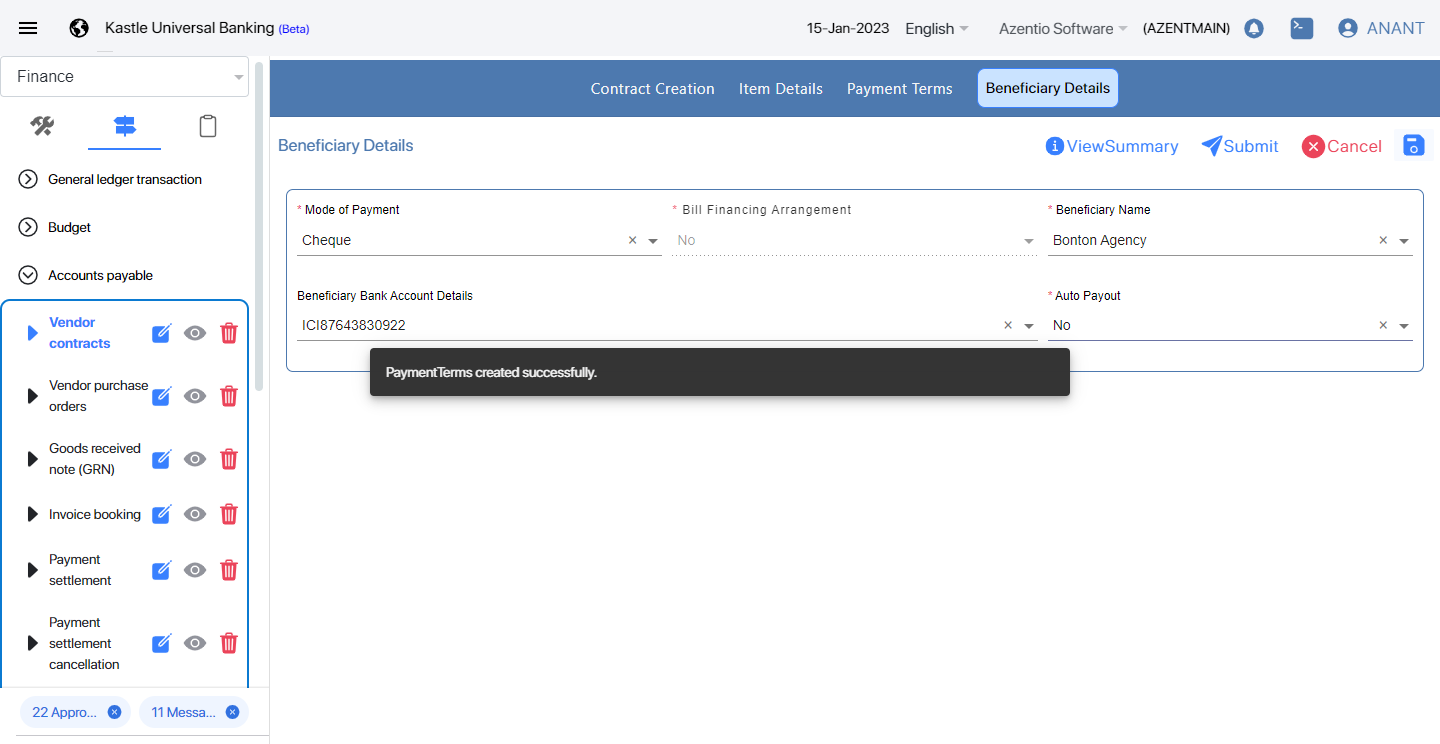 Kastle Universal Banking (Beta)
15-Jan-2023
English
Azentio Software
(AZENTMAIN)
ANANT
Finance
General ledger transaction
Budget
Accounts payable
Vendor
contracts
Vendor purchase
orders
Goods received
note (GRN)
Invoice booking
Payment
settlement
Payment
settlement
cancellation
22 Appro...
11 Messa...
Contract Creation
Item Details
Payment Terms
Beneficiary Details
Beneficiary Details
ViewSummary
Submit
Cancel
* Mode of Payment
Cheque
* Bill Financing Arrangement
No
* Beneficiary Name
Bonton Agency
Beneficiary Bank Account Details
ICI87643830922
* Auto Payout
No
PaymentTerms created successfully.